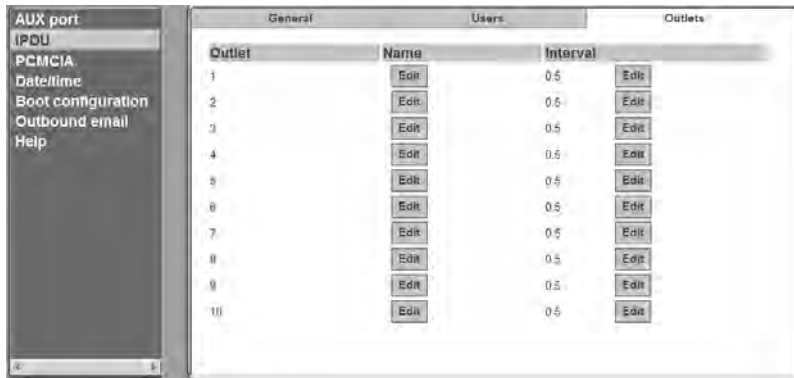 AUX port
IPDU
PCMCIA
Date/time
Boot configuration
Outbound email
Help
General Users Outlets
Outlet Name Interval
1 Edit 0.5 Edit
2 Edit 0.5 Edit
3 Edit 0.5 Edit
4 Edit 0.5 Edit
5 Edit 0.5 Edit
6 Edit 0.5 Edit
7 Edit 0.5 Edit
8 Edit 0.5 Edit
9 Edit 0.5 Edit
10 Edit 0.5 Edit